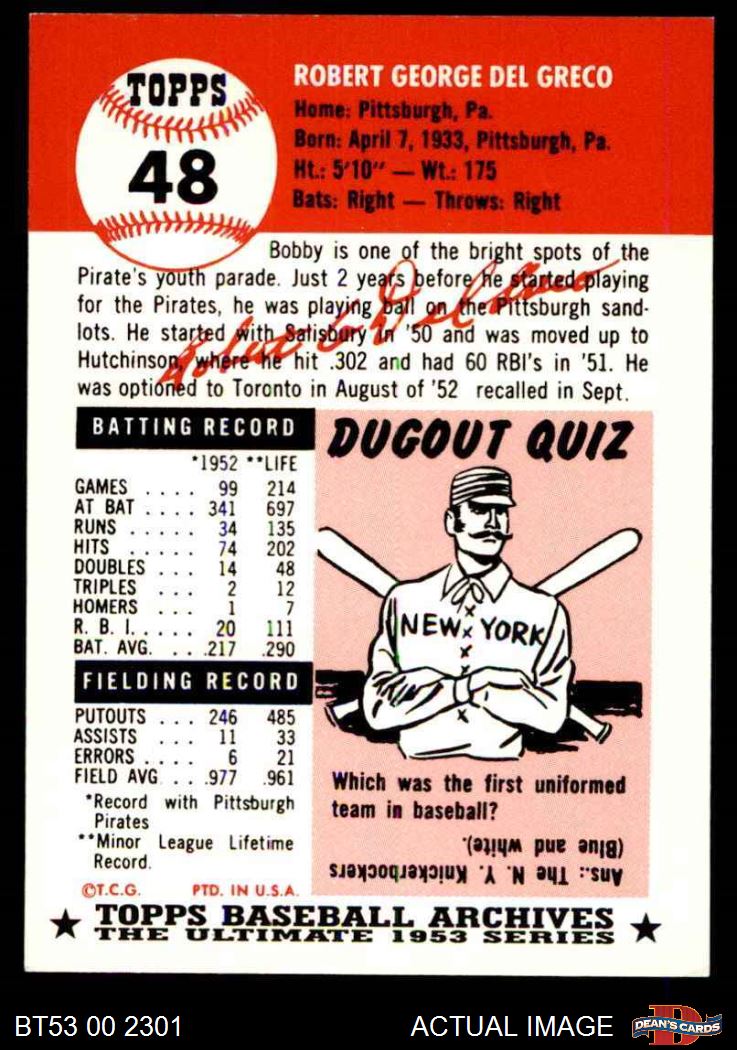 TOPPS
48
ROBERT GEORGE DEL GRECO
Home: Pittsburgh, Pa.
Born: April 7, 1933, Pittsburgh, Pa.
Ht.: 5'10" — Wt.: 175
Bats: Right — Throws: Right
Bobby is one of the bright spots of the
Pirate's youth parade. Just 2 years before he started playing
for the Pirates, he was playing ball on the Pittsburgh sand-
lots. He started with Salisbury in '50 and was moved up to
Hutchinson, where he hit .302 and had 60 RBI's in '51. He
was optioned to Toronto in August of '52 recalled in Sept.
Robert G. Del Greco
BATTING RECORD
*1952 **LIFE
GAMES . . . . 99 214
AT BAT . . . . 341 697
RUNS . . . . . 34 135
HITS . . . . . 74 202
DOUBLES . . . 14 48
TRIPLES . . . 2 12
HOMERS . . . 1 7
R. B. I. . . . . 20 111
BAT. AVG. . . . .217 .290
FIELDING RECORD
PUTOUTS . . . 246 485
ASSISTS . . . 11 33
ERRORS . . . . 6 21
FIELD AVG. . . .977 .961
*Record with Pittsburgh
Pirates
**Minor League Lifetime
Record.
©T.C.G. PTD. IN U.S.A.
DUGOUT QUIZ
NEW YORK
Which was the first uniformed
team in baseball?
Ans.: The N. Y. Knickerbockers
(Blue and white).
★ TOPPS BASEBALL ARCHIVES ★
THE ULTIMATE 1953 SERIES
BT53 00 2301
ACTUAL IMAGE
D
DEAN'S CARDS